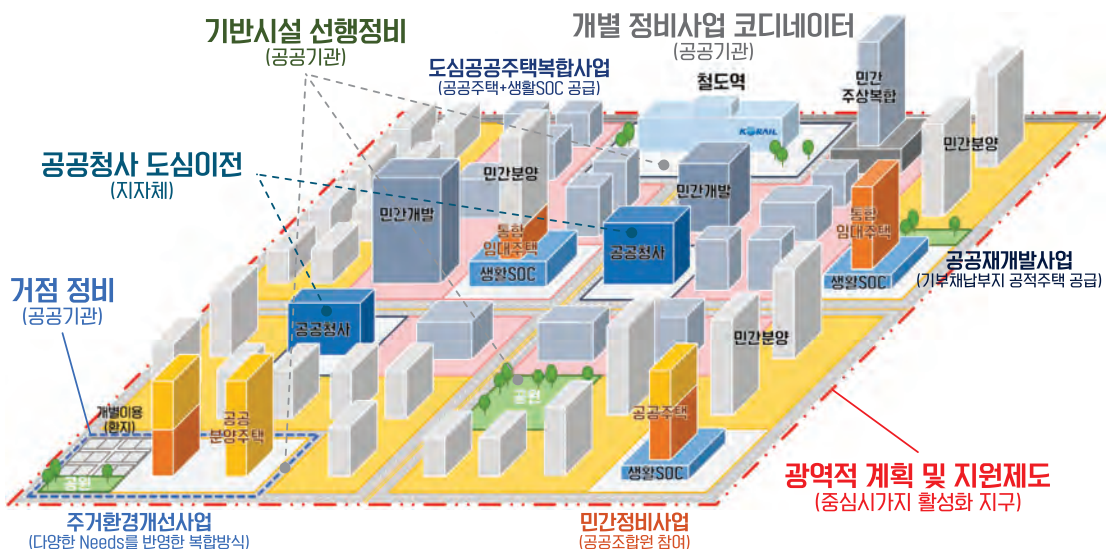 기반시설 선행정비
(공공기관)
개별 정비사업 코디네이터
(공공기관)
도심공공주택복합사업
(공공주택+생활SOC 공급)
철도역
민간
주상복합
KORAIL
민간분양
공공청사 도심이전
(지자체)
민간개발
민간분양
민간개발
통합
임대주택
통합
임대주택
공공청사
생활SOC
생활SOC
공공재개발사업
(기부재납부지 공적주택 공급)
거점 정비
(공공기관)
공공청사
민간분양
공원
개별이용
(환지)
공공
분양주택
공공주택
생활SOC
공원
광역적 계획 및 지원제도
(중심시가지 활성화 지구)
주거환경개선사업
(다양한 Needs를 반영한 복합방식)
민간정비사업
(공공조합원 참여)